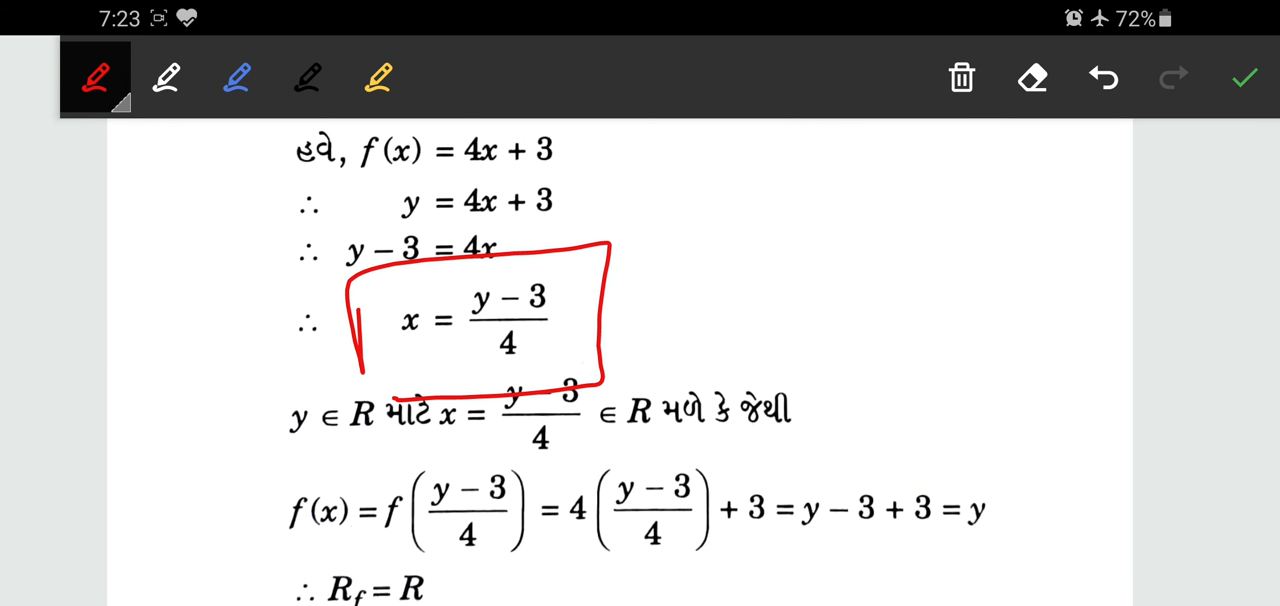 7:23 72%
હવે, f(x) = 4x + 3
∴ y = 4x + 3
∴ y − 3 = 4x
∴ x = (y − 3)/4
y ∈ R માટે x = (y − 3)/4 ∈ R મળે કે જેથી
f(x) = f((y − 3)/4) = 4((y − 3)/4) + 3 = y − 3 + 3 = y
∴ R_f = R